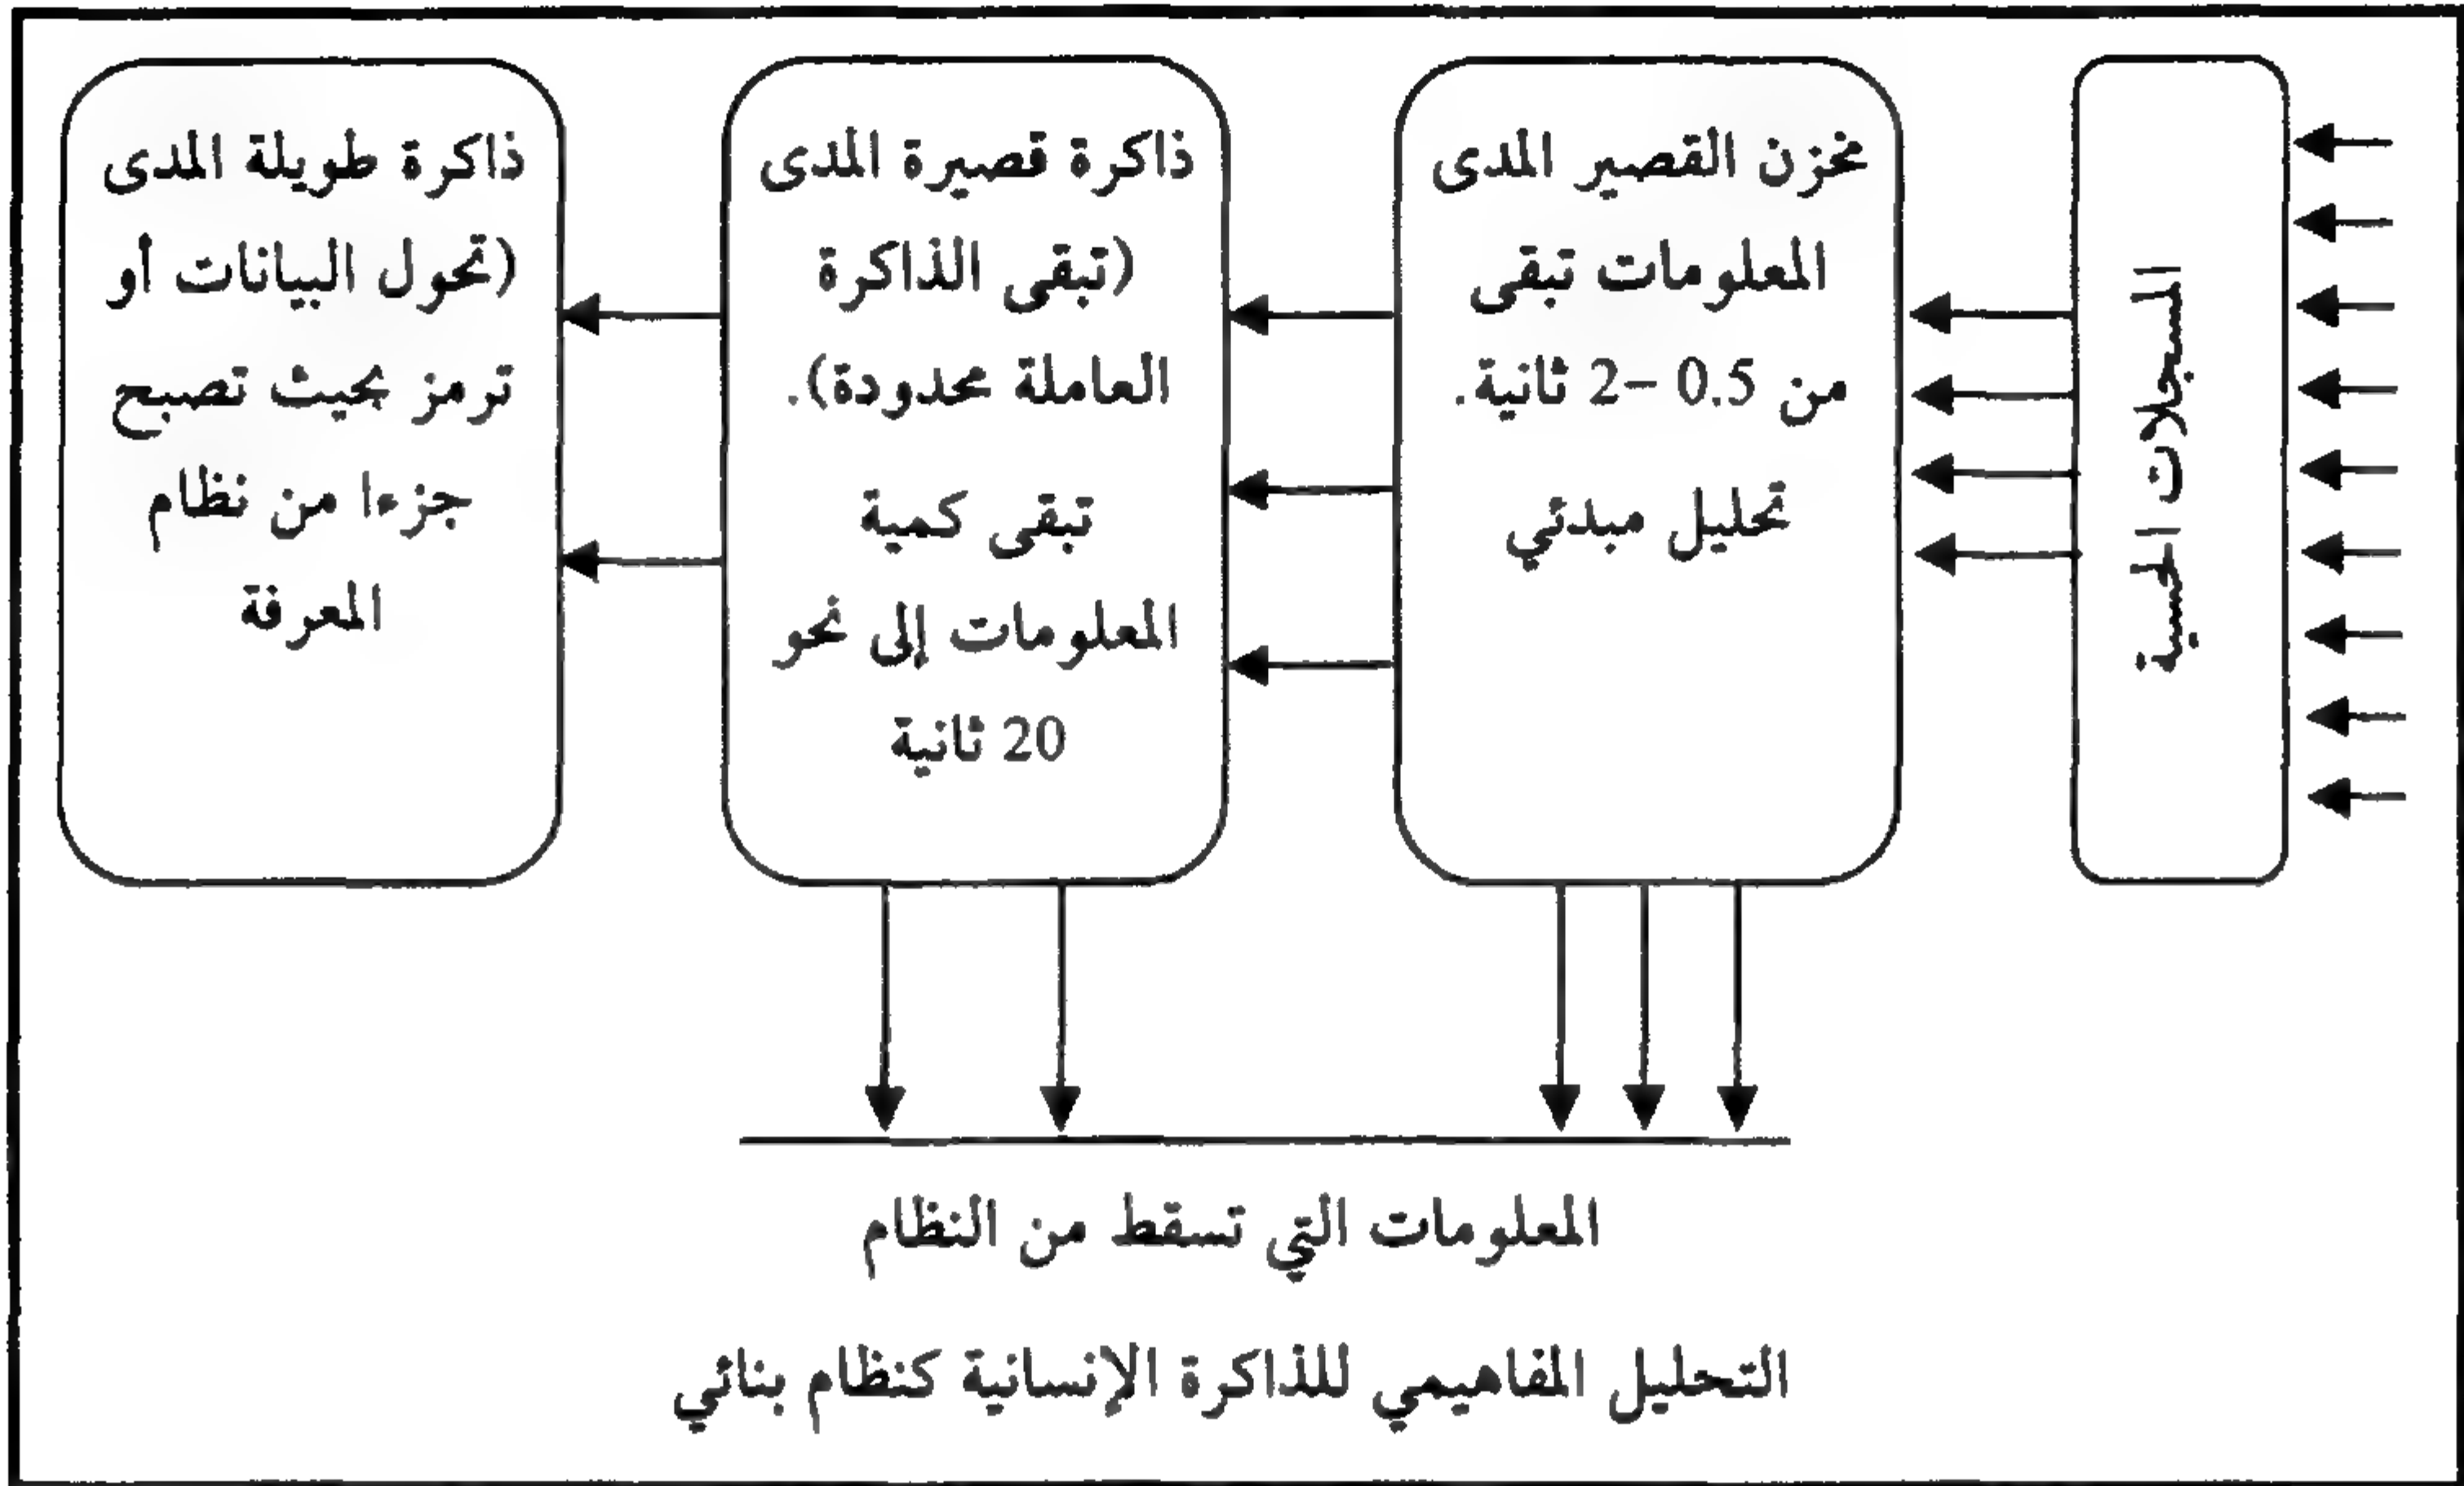 المسجلات الحسية
مخزن القصير المدى
المعلومات تبقى
من 0.5 –2 ثانية.
تحليل مبدئي
ذاكرة قصيرة المدى
(تبقى الذاكرة
العاملة محدودة).
تبقى كمية
المعلومات إلى نحو
20 ثانية
ذاكرة طويلة المدى
(تحول البيانات أو
ترمز بحيث تصبح
جزءا من نظام
المعرفة
المعلومات التي تسقط من النظام
التحليل المفاهيمي للذاكرة الإنسانية كنظام بنائي